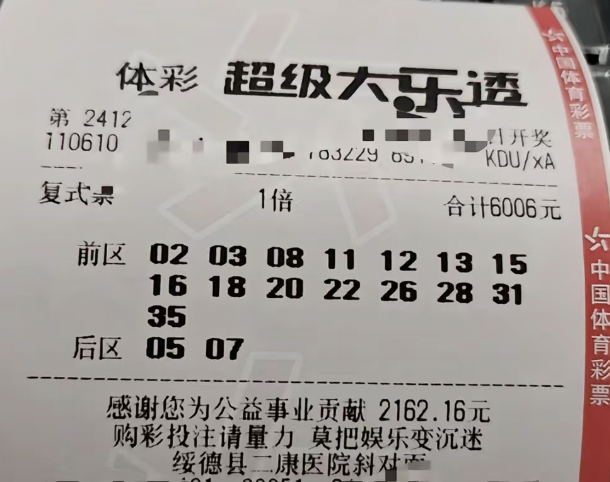 体彩 超级大乐透
第 2412
110610
开奖
KDU/xA
复式票 1倍 合计6006元
前区 02 03 08 11 12 13 15
16 18 20 22 26 28 31
35
后区 05 07
感谢您为公益事业贡献 2162.16元
购彩投注请量力 莫把娱乐变沉迷
绥德县二康医院斜对面
中国体育彩票
中国体育彩票